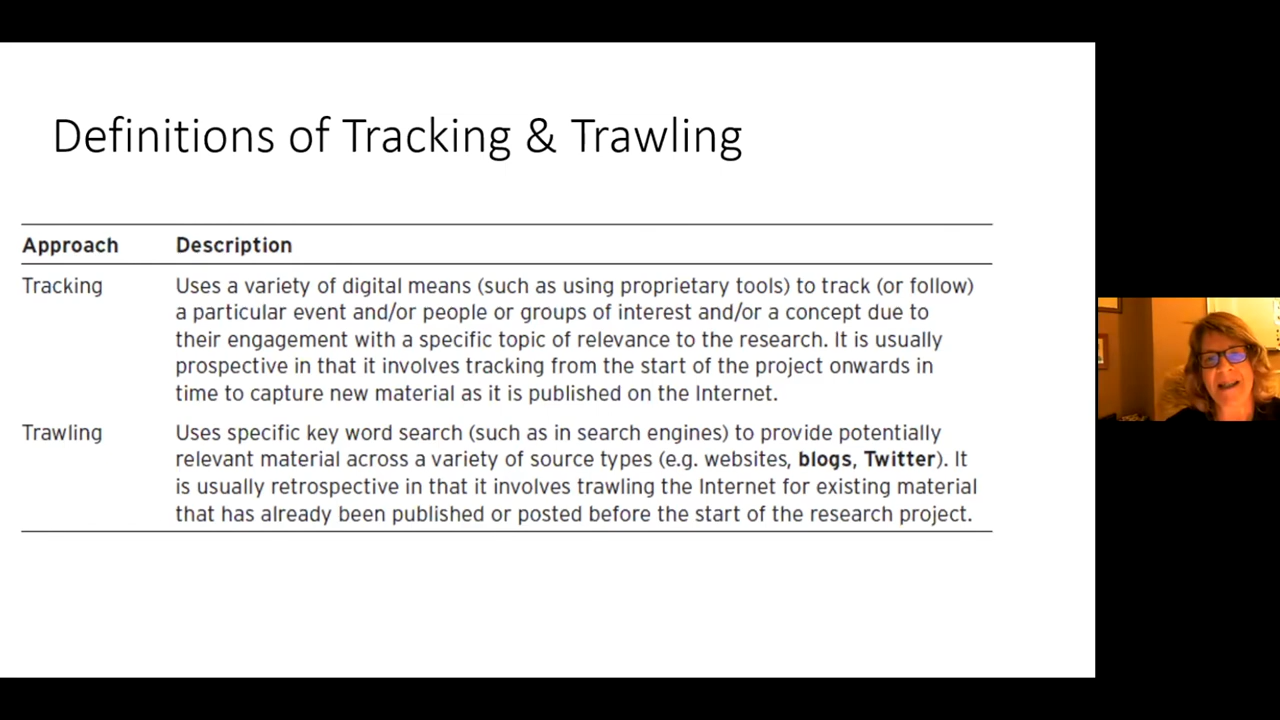 Definitions of Tracking & Trawling
Approach Description
Tracking Uses a variety of digital means (such as using proprietary tools) to track (or follow)
a particular event and/or people or groups of interest and/or a concept due to
their engagement with a specific topic of relevance to the research. It is usually
prospective in that it involves tracking from the start of the project onwards in
time to capture new material as it is published on the Internet.
Trawling Uses specific key word search (such as in search engines) to provide potentially
relevant material across a variety of source types (e.g. websites, blogs, Twitter). It
is usually retrospective in that it involves trawling the Internet for existing material
that has already been published or posted before the start of the research project.